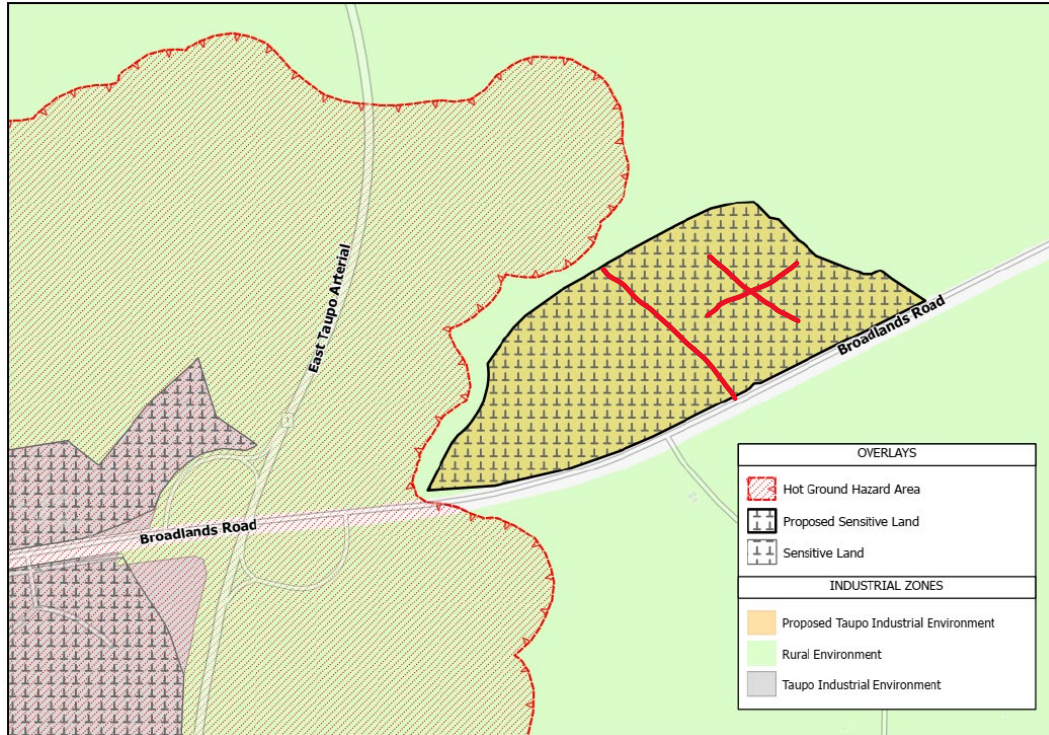 East Taupo Arterial
1
Broadlands Road
Broadlands Road
OVERLAYS
Hot Ground Hazard Area
Proposed Sensitive Land
Sensitive Land
INDUSTRIAL ZONES
Proposed Taupo Industrial Environment
Rural Environment
Taupo Industrial Environment